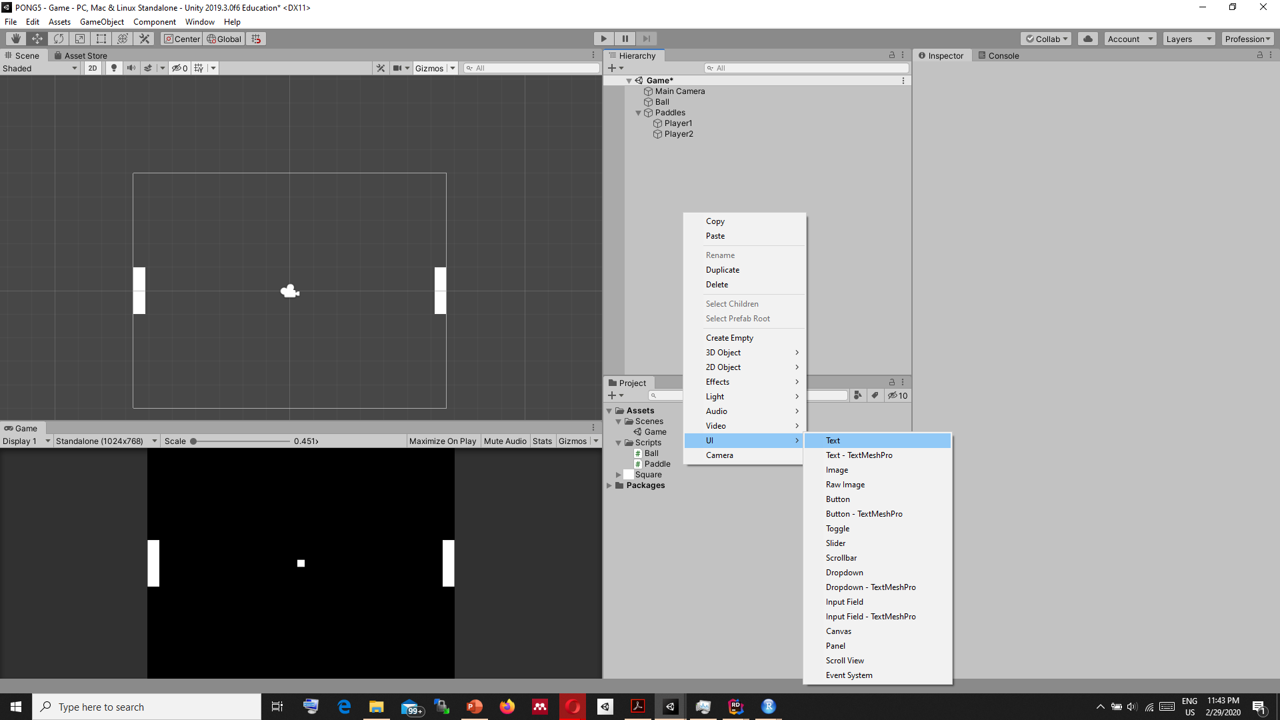 PONG5 - Game - PC, Mac & Linux Standalone - Unity 2019.3.0f6 Education* <DX11>
File Edit Assets GameObject Component Window Help
Center Global Collab Account Layers Profession
Scene Asset Store
Shaded 2D 0 Gizmos All
Hierarchy
All
Game*
Main Camera
Ball
Paddles
Player1
Player2
Inspector Console
Copy
Paste
Rename
Duplicate
Delete
Select Children
Select Prefab Root
Create Empty
3D Object
2D Object
Effects
Light
Audio
Video
UI
Camera
Text
Text - TextMeshPro
Image
Raw Image
Button
Button - TextMeshPro
Toggle
Slider
Scrollbar
Dropdown
Dropdown - TextMeshPro
Input Field
Input Field - TextMeshPro
Canvas
Panel
Scroll View
Event System
Project
10
Assets
Scenes
Game
Scripts
Ball
Paddle
Square
Packages
Game
Display 1 Standalone (1024x768) Scale 0.451x Maximize On Play Mute Audio Stats Gizmos
Type here to search
99+
ENG
US
11:43 PM
2/29/2020
1